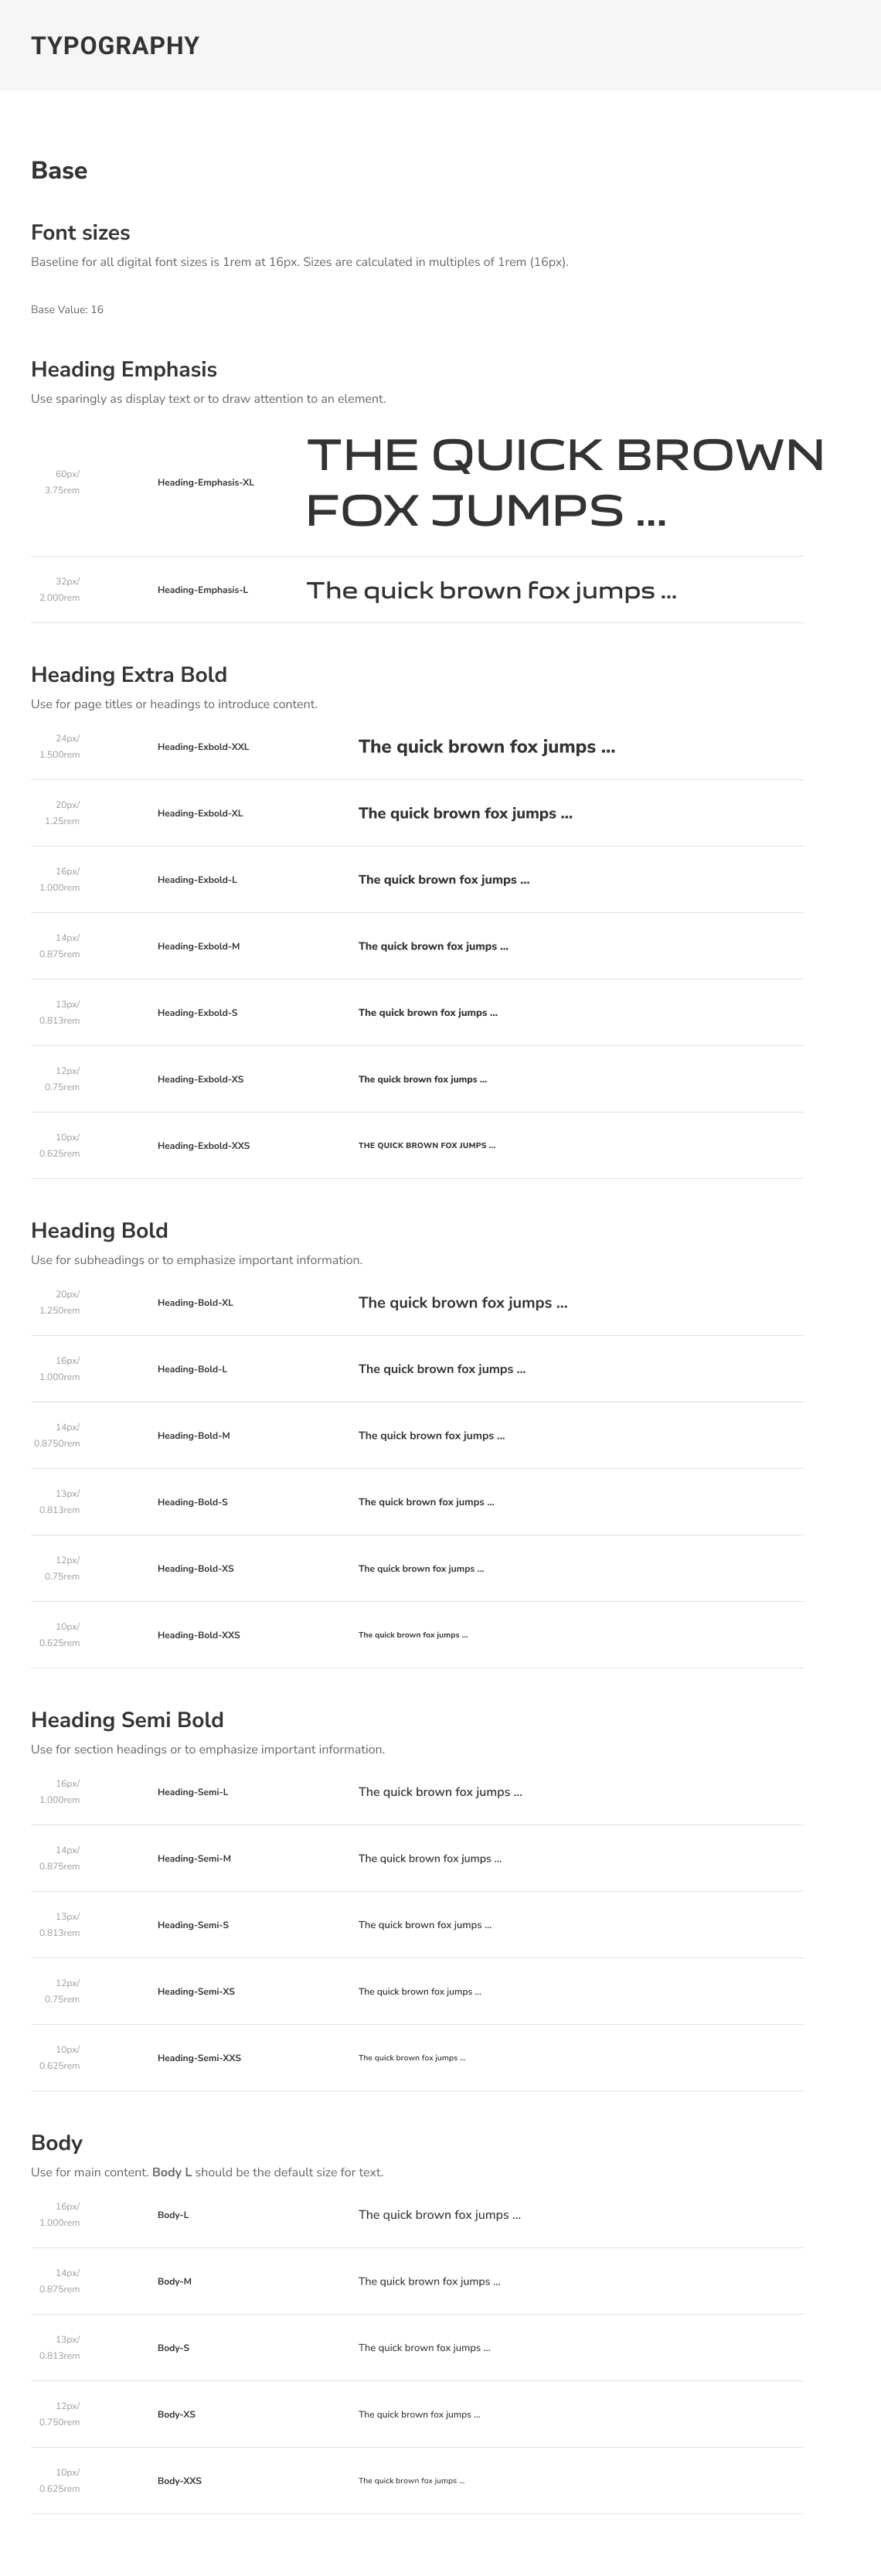 TYPOGRAPHY
Base
Font sizes
Baseline for all digital font sizes is 1rem at 16px. Sizes are calculated in multiples of 1rem (16px).
Base Value: 16
Heading Emphasis
Use sparingly as display text or to draw attention to an element.
60px/
3.75rem
Heading-Emphasis-XL
THE QUICK BROWN
FOX JUMPS ...
32px/
2.000rem
Heading-Emphasis-L
The quick brown fox jumps ...
Heading Extra Bold
Use for page titles or headings to introduce content.
24px/
1.500rem
Heading-Exbold-XXL
The quick brown fox jumps ...
20px/
1.25rem
Heading-Exbold-XL
The quick brown fox jumps ...
16px/
1.000rem
Heading-Exbold-L
The quick brown fox jumps ...
14px/
0.875rem
Heading-Exbold-M
The quick brown fox jumps ...
13px/
0.813rem
Heading-Exbold-S
The quick brown fox jumps ...
12px/
0.75rem
Heading-Exbold-XS
The quick brown fox jumps ...
10px/
0.625rem
Heading-Exbold-XXS
THE QUICK BROWN FOX JUMPS ...
Heading Bold
Use for subheadings or to emphasize important information.
20px/
1.250rem
Heading-Bold-XL
The quick brown fox jumps ...
16px/
1.000rem
Heading-Bold-L
The quick brown fox jumps ...
14px/
0.8750rem
Heading-Bold-M
The quick brown fox jumps ...
13px/
0.813rem
Heading-Bold-S
The quick brown fox jumps ...
12px/
0.75rem
Heading-Bold-XS
The quick brown fox jumps ...
10px/
0.625rem
Heading-Bold-XXS
The quick brown fox jumps ...
Heading Semi Bold
Use for section headings or to emphasize important information.
16px/
1.000rem
Heading-Semi-L
The quick brown fox jumps ...
14px/
0.875rem
Heading-Semi-M
The quick brown fox jumps ...
13px/
0.813rem
Heading-Semi-S
The quick brown fox jumps ...
12px/
0.75rem
Heading-Semi-XS
The quick brown fox jumps ...
10px/
0.625rem
Heading-Semi-XXS
The quick brown fox jumps ...
Body
Use for main content. Body L should be the default size for text.
16px/
1.000rem
Body-L
The quick brown fox jumps ...
14px/
0.875rem
Body-M
The quick brown fox jumps ...
13px/
0.813rem
Body-S
The quick brown fox jumps ...
12px/
0.750rem
Body-XS
The quick brown fox jumps ...
10px/
0.625rem
Body-XXS
The quick brown fox jumps ...